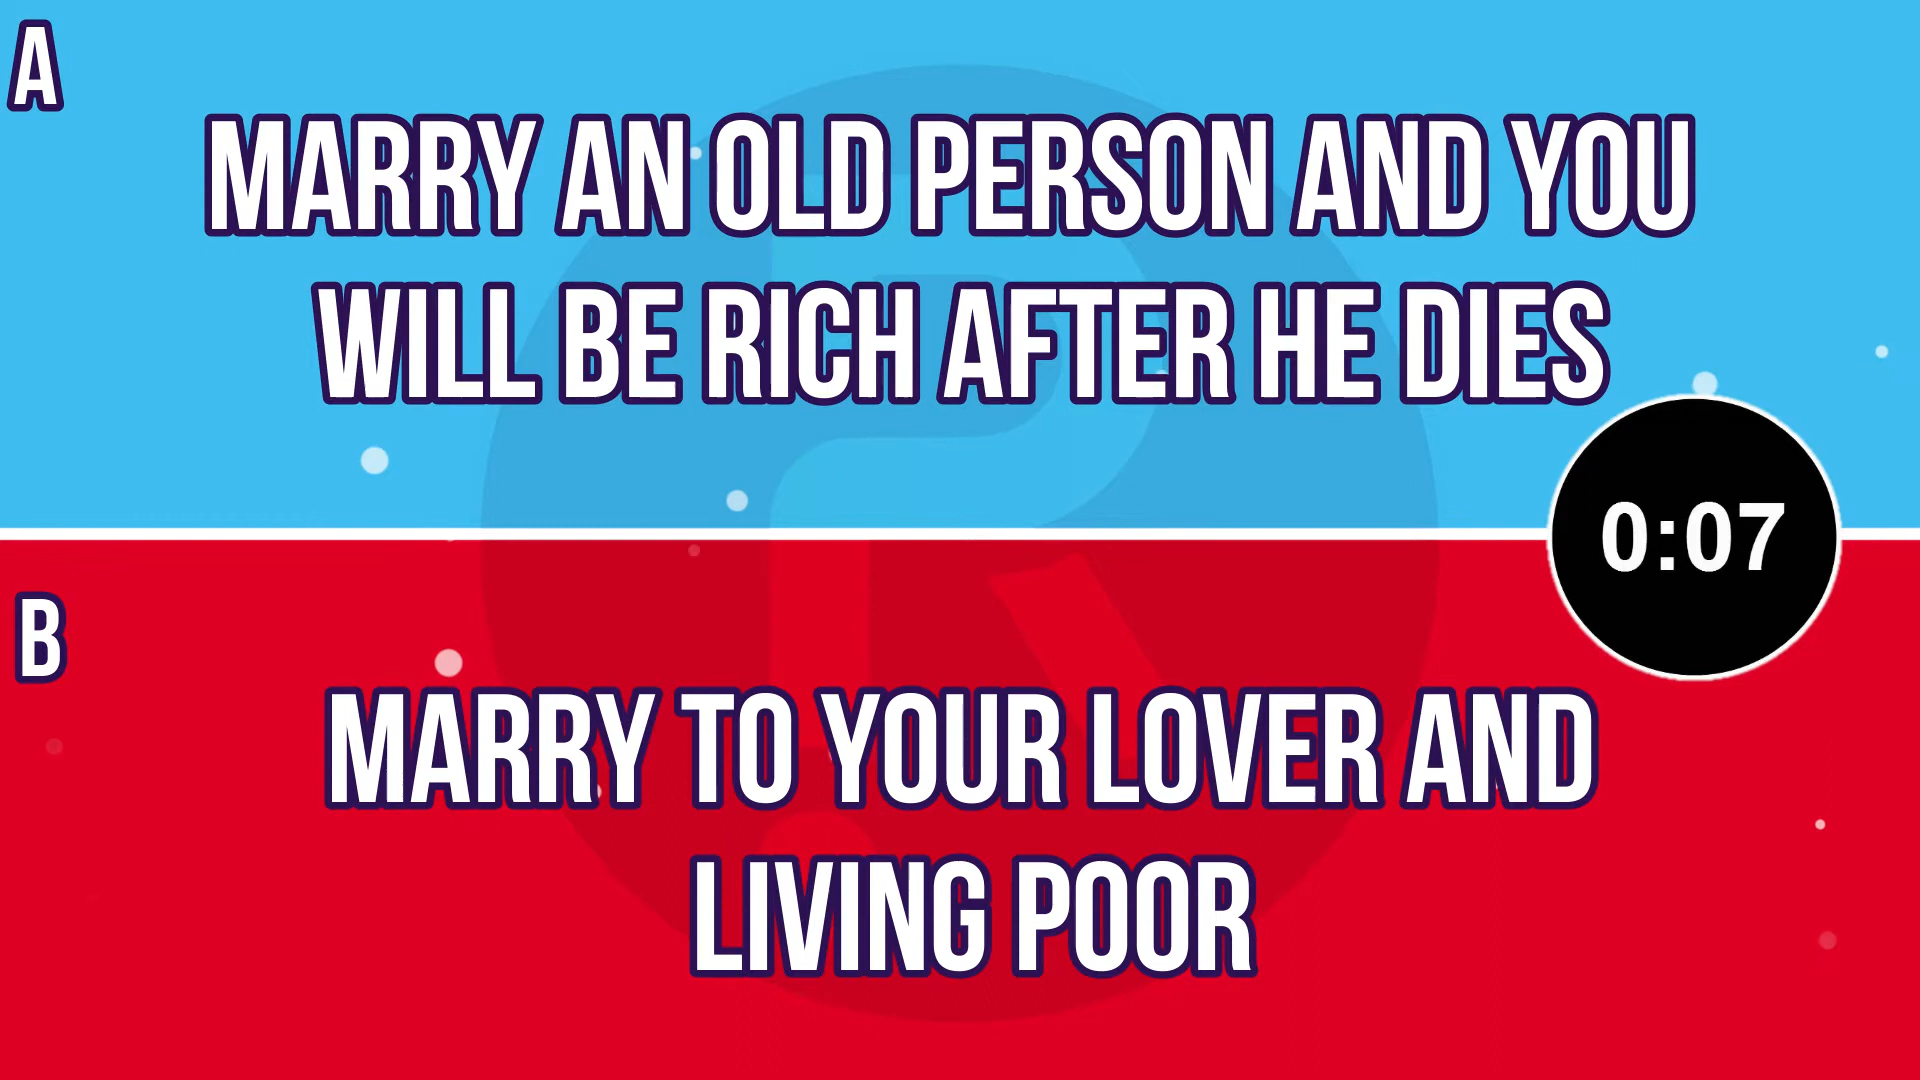 A
MARRY AN OLD PERSON AND YOU
WILL BE RICH AFTER HE DIES
0:07
B
MARRY TO YOUR LOVER AND
LIVING POOR